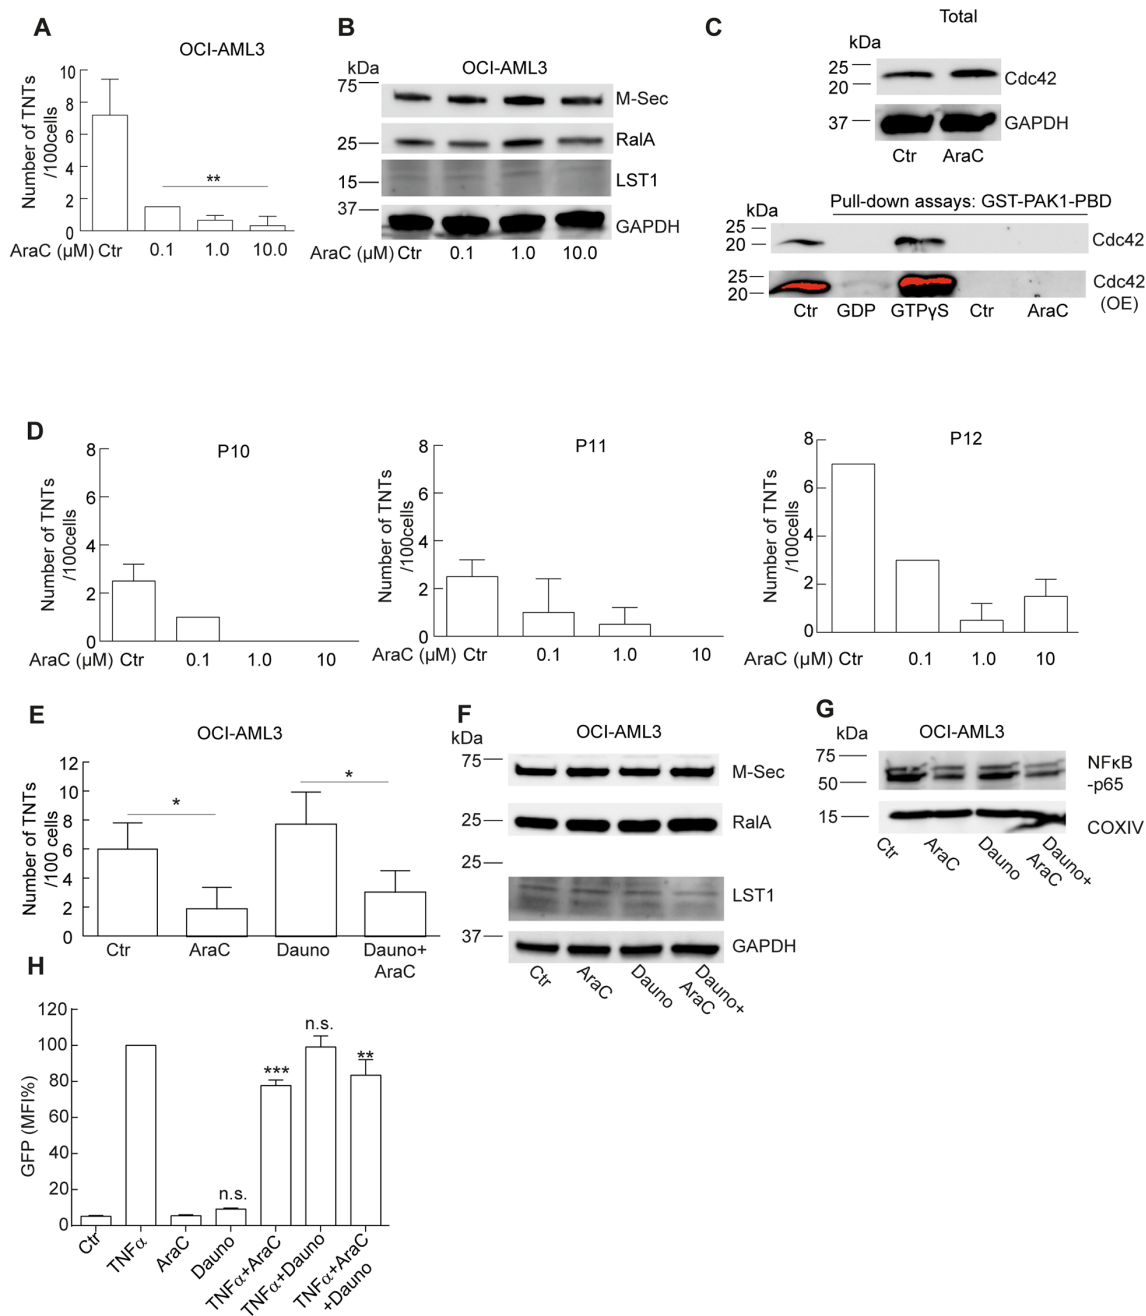 A
OCI-AML3
Number of TNTs
/100cells
10
8
6
4
2
0
**
AraC (μM) Ctr 0.1 1.0 10.0
B
kDa
OCI-AML3
75
M-Sec
25
RalA
15
LST1
37
GAPDH
AraC (μM) Ctr 0.1 1.0 10.0
C
Total
kDa
25
20
Cdc42
37
GAPDH
Ctr AraC
kDa
Pull-down assays: GST-PAK1-PBD
25
20
Cdc42
25
20
Cdc42
(OE)
Ctr GDP GTPγS Ctr AraC
D
P10
Number of TNTs
/100cells
8
6
4
2
0
AraC (μM) Ctr 0.1 1.0 10
P11
Number of TNTs
/100cells
8
6
4
2
0
AraC (μM) Ctr 0.1 1.0 10
P12
Number of TNTs
/100cells
8
6
4
2
0
AraC (μM) Ctr 0.1 1.0 10
E
OCI-AML3
Number of TNTs
/100 cells
12
10
8
6
4
2
0
*
*
Ctr AraC Dauno Dauno+
AraC
F
kDa
OCI-AML3
75
M-Sec
25
RalA
25
LST1
37
GAPDH
Ctr
AraC
Dauno
Dauno+
AraC
G
kDa
OCI-AML3
75
50
NFκB
-p65
15
COXIV
Ctr
AraC
Dauno
Dauno+
AraC
H
GFP (MFI%)
120
100
80
60
40
20
0
n.s.
***
n.s.
**
Ctr
TNFα
AraC
Dauno
TNFα+AraC
TNFα+Dauno
TNFα+AraC
+Dauno